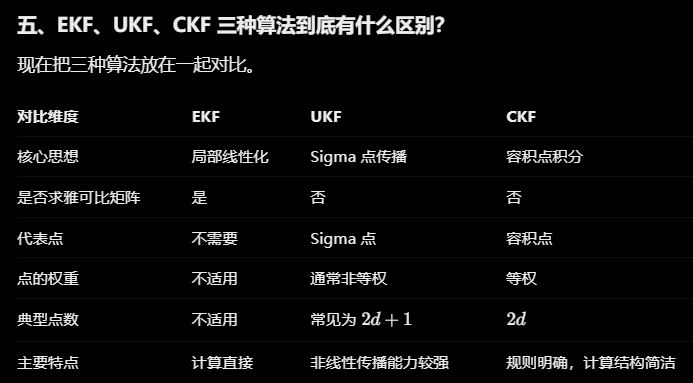 五、EKF、UKF、CKF 三种算法到底有什么区别？
现在把三种算法放在一起对比。
对比维度 EKF UKF CKF
核心思想 局部线性化 Sigma 点传播 容积点积分
是否求雅可比矩阵 是 否 否
代表点 不需要 Sigma 点 容积点
点的权重 不适用 通常非等权 等权
典型点数 不适用 常见为 2d + 1 2d
主要特点 计算直接 非线性传播能力较强 规则明确，计算结构简洁